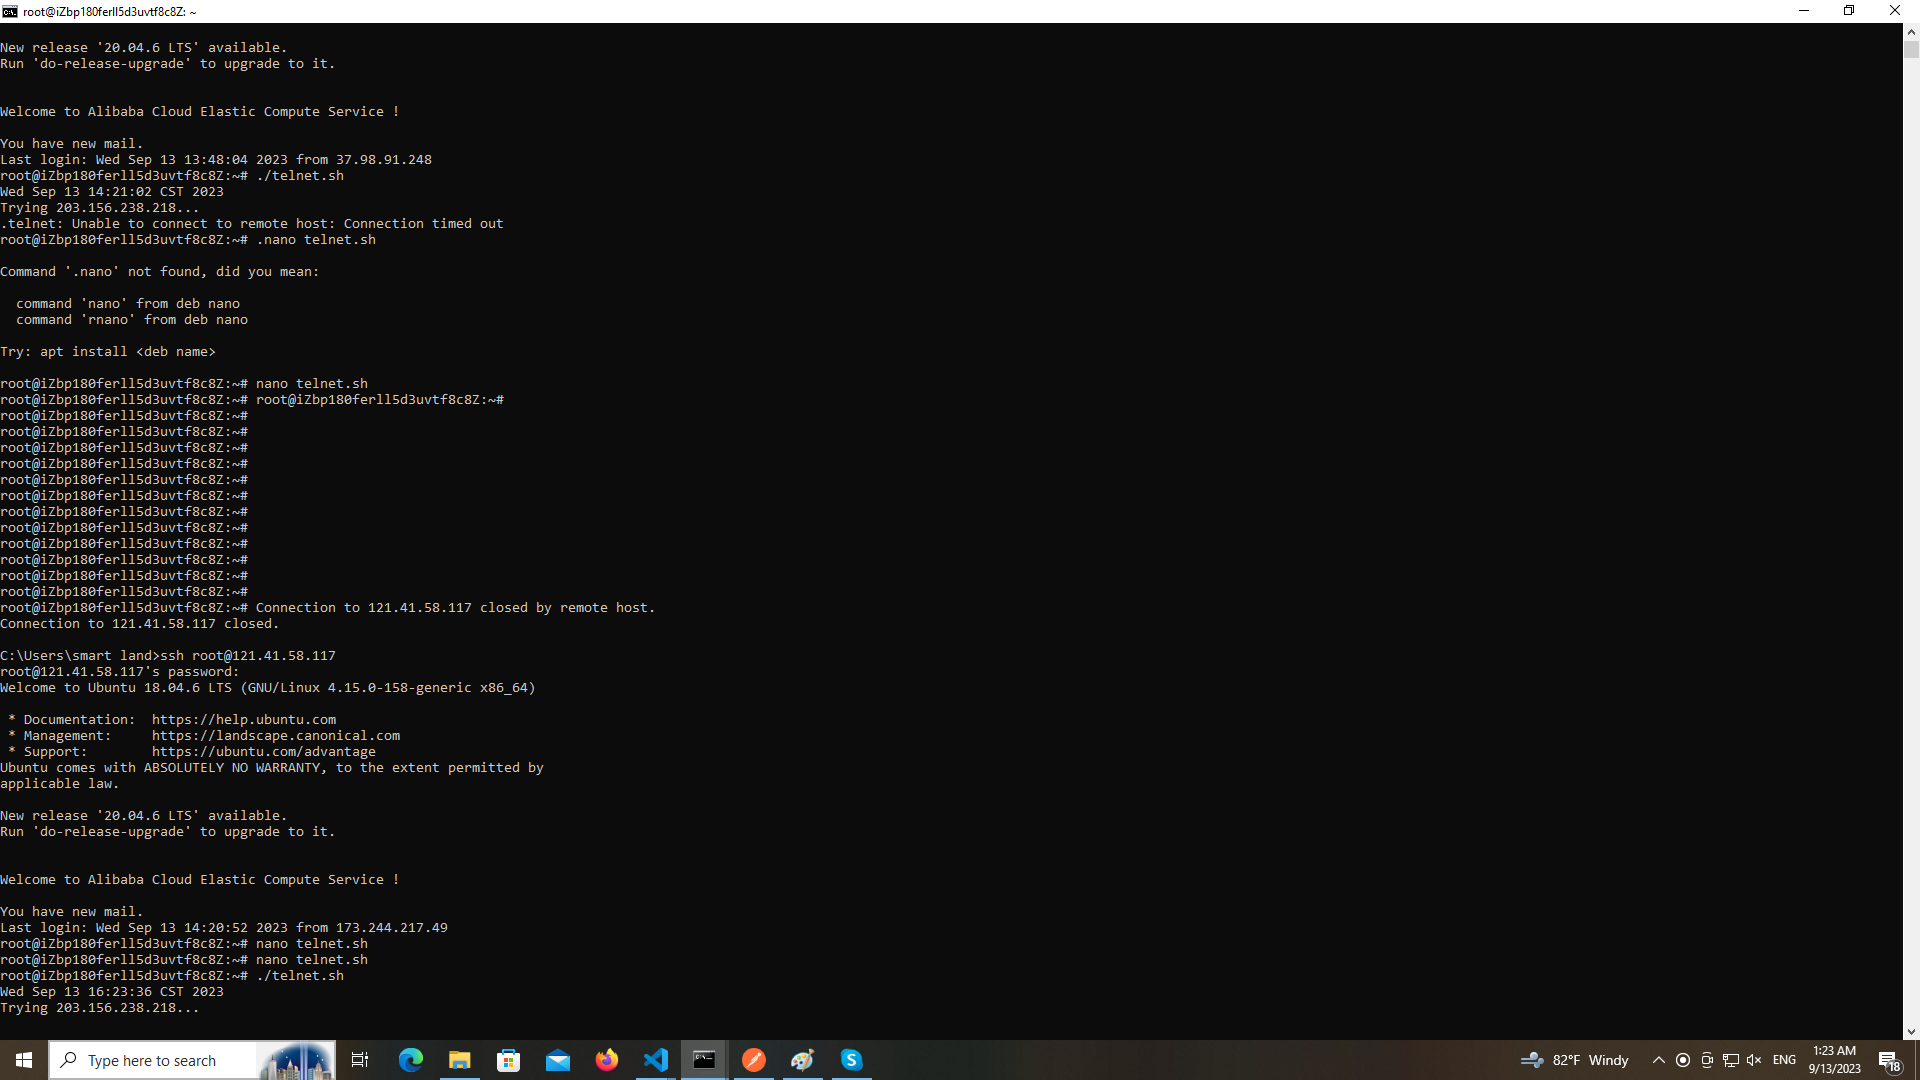 root@iZbp180ferll5d3uvtf8c8Z: ~
New release '20.04.6 LTS' available.
Run 'do-release-upgrade' to upgrade to it.
Welcome to Alibaba Cloud Elastic Compute Service !
You have new mail.
Last login: Wed Sep 13 13:48:04 2023 from 37.98.91.248
root@iZbp180ferll5d3uvtf8c8Z:~# ./telnet.sh
Wed Sep 13 14:21:02 CST 2023
Trying 203.156.238.218...
.telnet: Unable to connect to remote host: Connection timed out
root@iZbp180ferll5d3uvtf8c8Z:~# .nano telnet.sh
Command '.nano' not found, did you mean:
command 'nano' from deb nano
command 'rnano' from deb nano
Try: apt install <deb name>
root@iZbp180ferll5d3uvtf8c8Z:~# nano telnet.sh
root@iZbp180ferll5d3uvtf8c8Z:~# root@iZbp180ferll5d3uvtf8c8Z:~#
root@iZbp180ferll5d3uvtf8c8Z:~#
root@iZbp180ferll5d3uvtf8c8Z:~#
root@iZbp180ferll5d3uvtf8c8Z:~#
root@iZbp180ferll5d3uvtf8c8Z:~#
root@iZbp180ferll5d3uvtf8c8Z:~#
root@iZbp180ferll5d3uvtf8c8Z:~#
root@iZbp180ferll5d3uvtf8c8Z:~#
root@iZbp180ferll5d3uvtf8c8Z:~#
root@iZbp180ferll5d3uvtf8c8Z:~#
root@iZbp180ferll5d3uvtf8c8Z:~#
root@iZbp180ferll5d3uvtf8c8Z:~#
root@iZbp180ferll5d3uvtf8c8Z:~#
root@iZbp180ferll5d3uvtf8c8Z:~# Connection to 121.41.58.117 closed by remote host.
Connection to 121.41.58.117 closed.
C:\Users\smart land>ssh root@121.41.58.117
root@121.41.58.117's password:
Welcome to Ubuntu 18.04.6 LTS (GNU/Linux 4.15.0-158-generic x86_64)
* Documentation:  https://help.ubuntu.com
* Management:     https://landscape.canonical.com
* Support:        https://ubuntu.com/advantage
Ubuntu comes with ABSOLUTELY NO WARRANTY, to the extent permitted by
applicable law.
New release '20.04.6 LTS' available.
Run 'do-release-upgrade' to upgrade to it.
Welcome to Alibaba Cloud Elastic Compute Service !
You have new mail.
Last login: Wed Sep 13 14:20:52 2023 from 173.244.217.49
root@iZbp180ferll5d3uvtf8c8Z:~# nano telnet.sh
root@iZbp180ferll5d3uvtf8c8Z:~# nano telnet.sh
root@iZbp180ferll5d3uvtf8c8Z:~# ./telnet.sh
Wed Sep 13 16:23:36 CST 2023
Trying 203.156.238.218...
Type here to search
82°F Windy
ENG
1:23 AM
9/13/2023
18